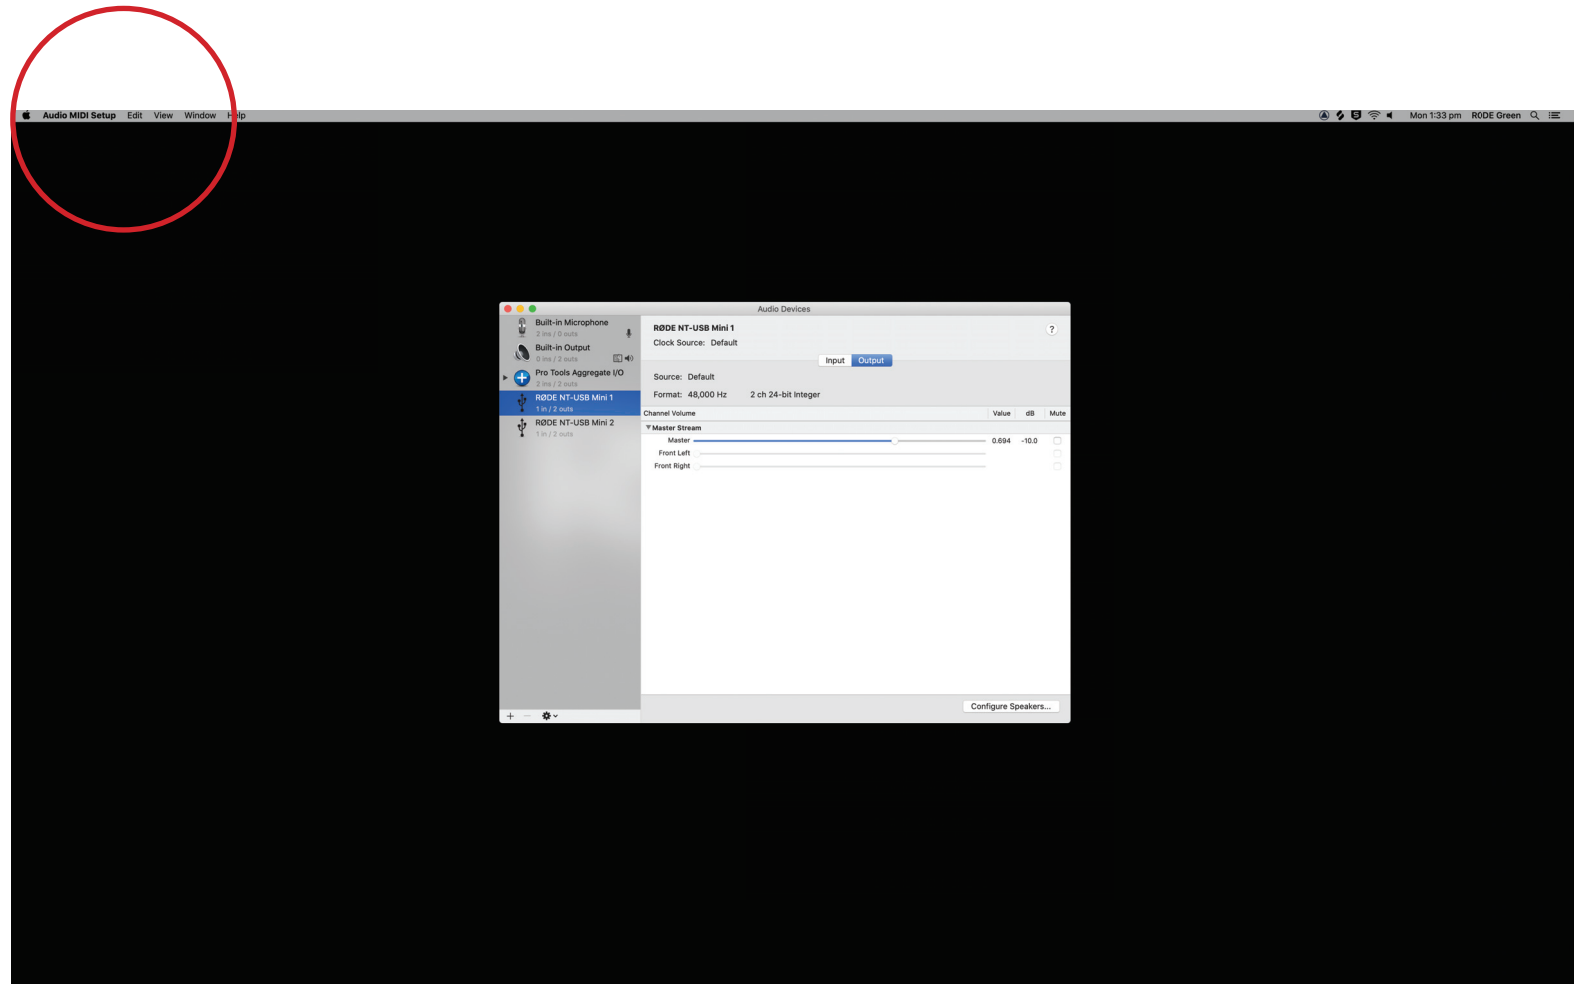 Audio MIDI Setup Edit View Window Help
Mon 1:33 pm RØDE Green
Audio Devices
Built-in Microphone
2 ins / 0 outs
Built-in Output
0 ins / 2 outs
Pro Tools Aggregate I/O
2 ins / 2 outs
RØDE NT-USB Mini 1
1 in / 2 outs
RØDE NT-USB Mini 2
1 in / 2 outs
RØDE NT-USB Mini 1
?
Clock Source: Default
Input Output
Source: Default
Format: 48,000 Hz 2 ch 24-bit Integer
Channel Volume Value dB Mute
Master Stream
Master 0.694 -10.0
Front Left
Front Right
Configure Speakers...